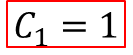 C₁ = 1